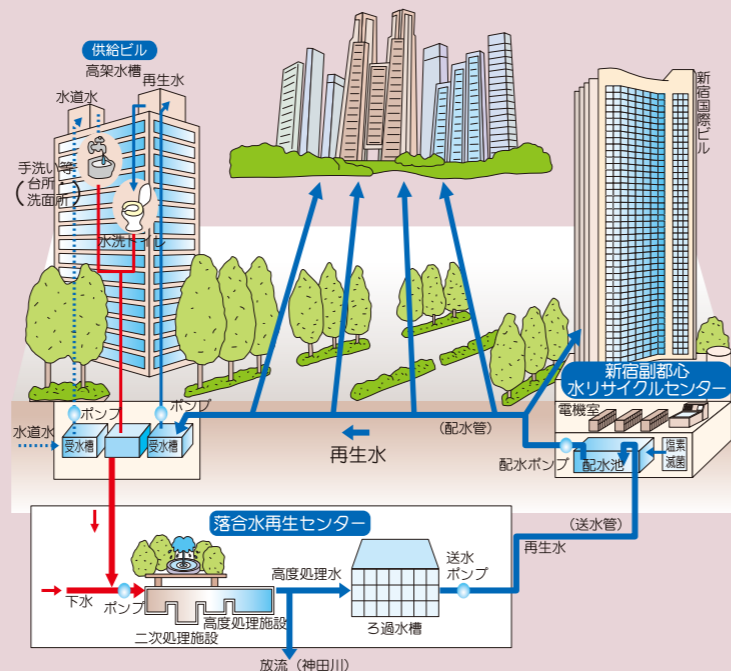 供給ビル
高架水槽
水道水
再生水
手洗い等
台所・
洗面所
水洗トイレ
新宿国際ビル
新宿副都心
水リサイクルセンター
電機室
ポンプ
ポンプ
水道水
受水槽
受水槽
再生水
(配水管)
配水ポンプ
配水池
塩素
滅菌
落合水再生センター
(送水管)
再生水
下水
ポンプ
高度処理施設
二次処理施設
高度処理水
ろ過水槽
送水
ポンプ
放流(神田川)